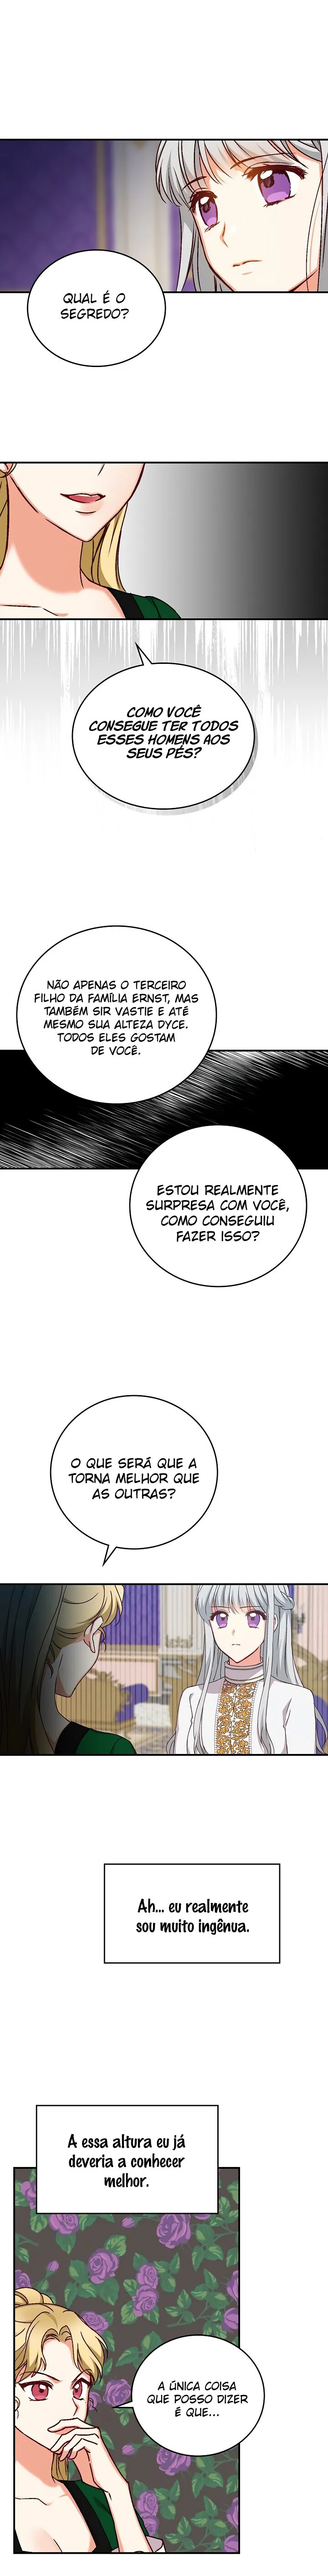 QUAL É O
SEGREDO?
COMO VOCÊ
CONSEGUE TER TODOS
ESSES HOMENS AOS
SEUS PÉS?
NÃO APENAS O TERCEIRO
FILHO DA FAMÍLIA ERNST, MAS
TAMBÉM SIR VASTIE E ATÉ
MESMO SUA ALTEZA DYCE.
TODOS ELES GOSTAM
DE VOCÊ.
ESTOU REALMENTE
SURPRESA COM VOCÊ,
COMO CONSEGUIU
FAZER ISSO?
O QUE SERÁ QUE A
TORNA MELHOR QUE
AS OUTRAS?
Ah... eu realmente
sou muito ingênua.
A essa altura eu já
deveria a conhecer
melhor.
A ÚNICA COISA
QUE POSSO DIZER
É QUE...